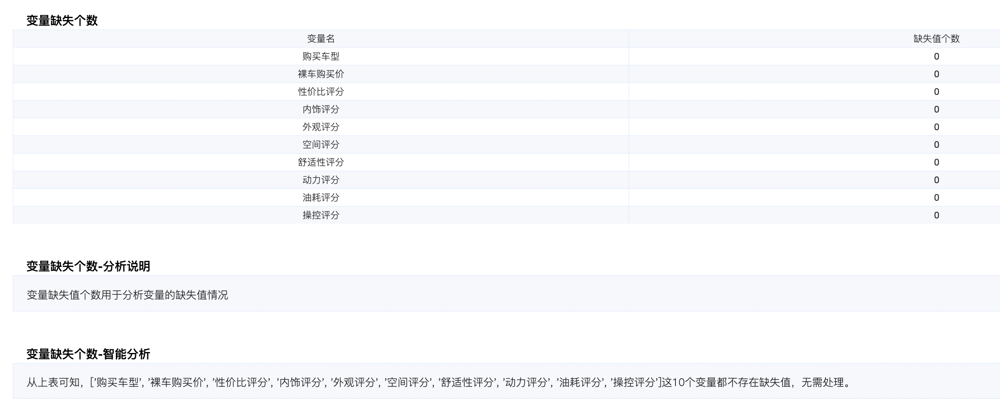 变量缺失个数
变量名 缺失值个数
购买车型 0
裸车购买价 0
性价比评分 0
内饰评分 0
外观评分 0
空间评分 0
舒适性评分 0
动力评分 0
油耗评分 0
操控评分 0
变量缺失个数-分析说明
变量缺失值个数用于分析变量的缺失值情况
变量缺失个数-智能分析
从上表可知，['购买车型', '裸车购买价', '性价比评分', '内饰评分', '外观评分', '空间评分', '舒适性评分', '动力评分', '油耗评分', '操控评分']这10个变量都不存在缺失值，无需处理。